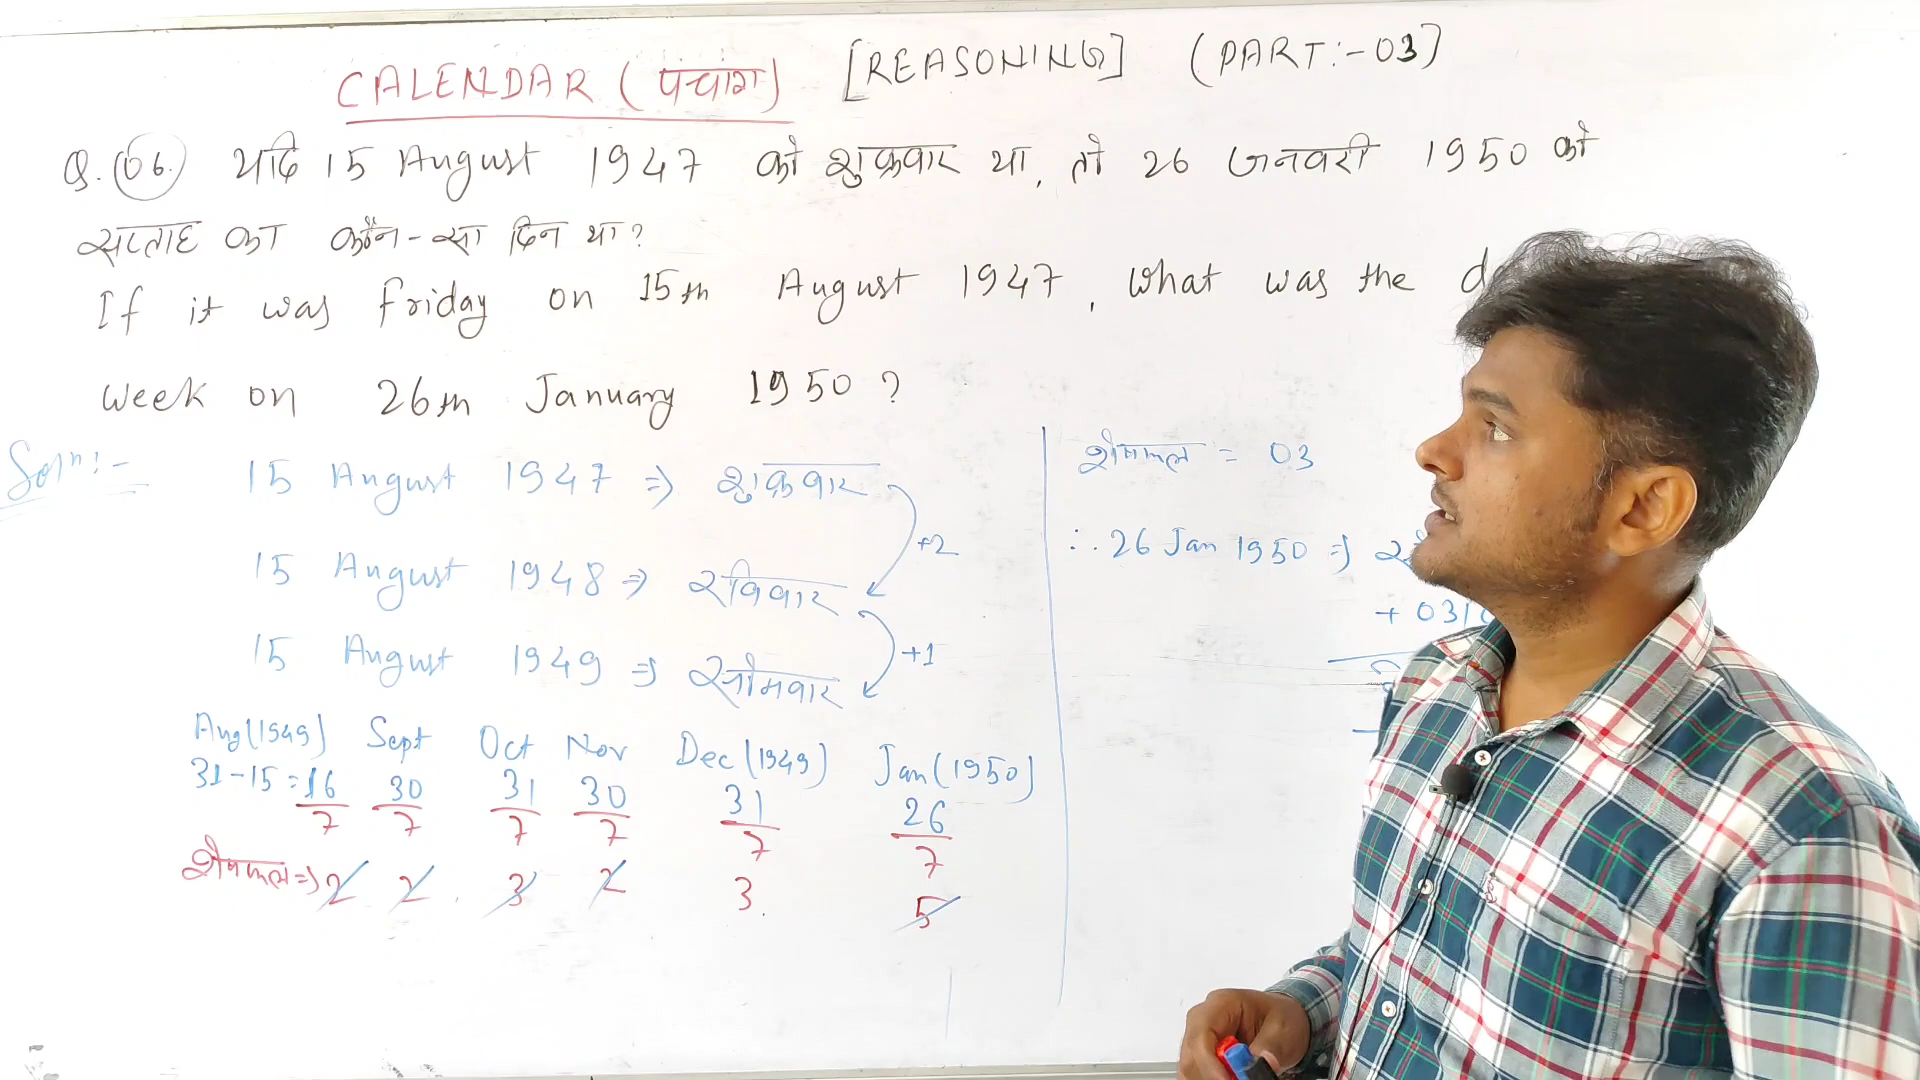 CALENDAR (पंचांग) [REASONING] (PART:-03)
Q. 06. यदि 15 August 1947 को शुक्रवार था, तो 26 जनवरी 1950 को
सप्ताह का कौन-सा दिन था?
If it was Friday on 15th August 1947, What was the
week on 26th January 1950 ?
Solⁿ:-
15 August 1947 ⇒ शुक्रवार
+2
15 August 1948 ⇒ रविवार
+1
15 August 1949 ⇒ सोमवार
Aug(1949) Sept Oct Nov Dec (1949) Jan (1950)
31-15=16 30 31 30 31 26
7 7 7 7 7 7
शेषफल ⇒ 2 2 3 2 3 5
शेषफल = 03
∴ 26 Jan 1950 ⇒
+ 03